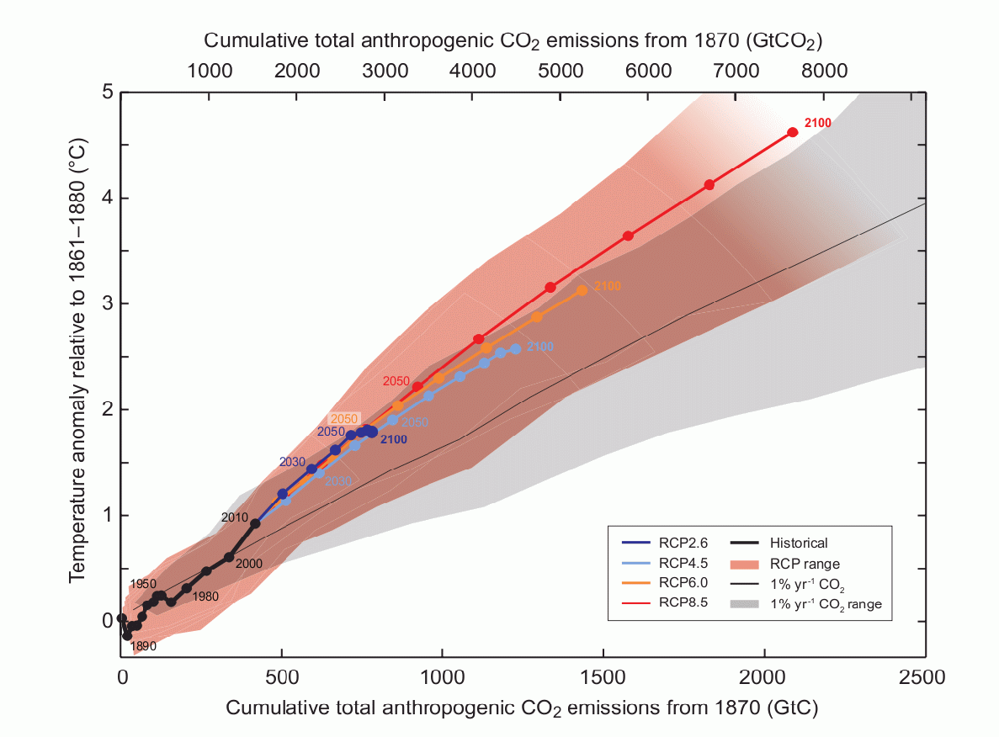 Cumulative total anthropogenic CO2 emissions from 1870 (GtCO2)
1000 2000 3000 4000 5000 6000 7000 8000
Temperature anomaly relative to 1861–1880 (°C)
5
4
3
2
1
0
2100
2100
2100
2050
2050
2050
2050
2100
2030
2030
2010
2000
1950
1980
1890
RCP2.6
RCP4.5
RCP6.0
RCP8.5
Historical
RCP range
1% yr-1 CO2
1% yr-1 CO2 range
0 500 1000 1500 2000 2500
Cumulative total anthropogenic CO2 emissions from 1870 (GtC)